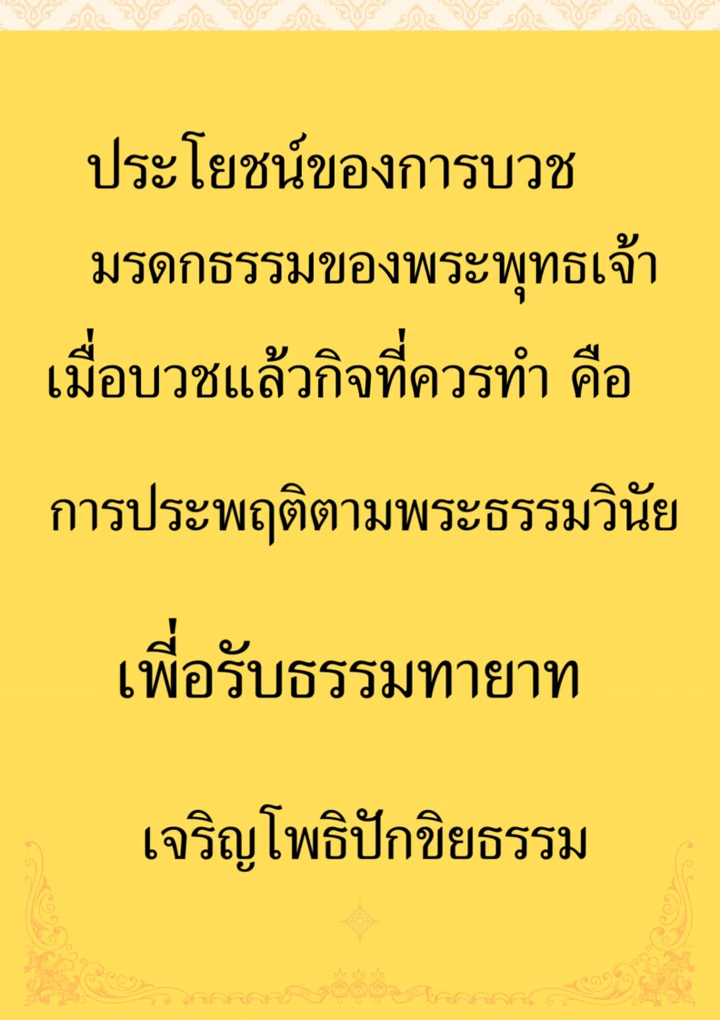 ประโยชน์ของการบวช
มรดกธรรมของพระพุทธเจ้า
เมื่อบวชแล้วกิจที่ควรทำ คือ
การประพฤติตามพระธรรมวินัย
เพื่อรับธรรมทายาท
เจริญโพธิปักขิยธรรม